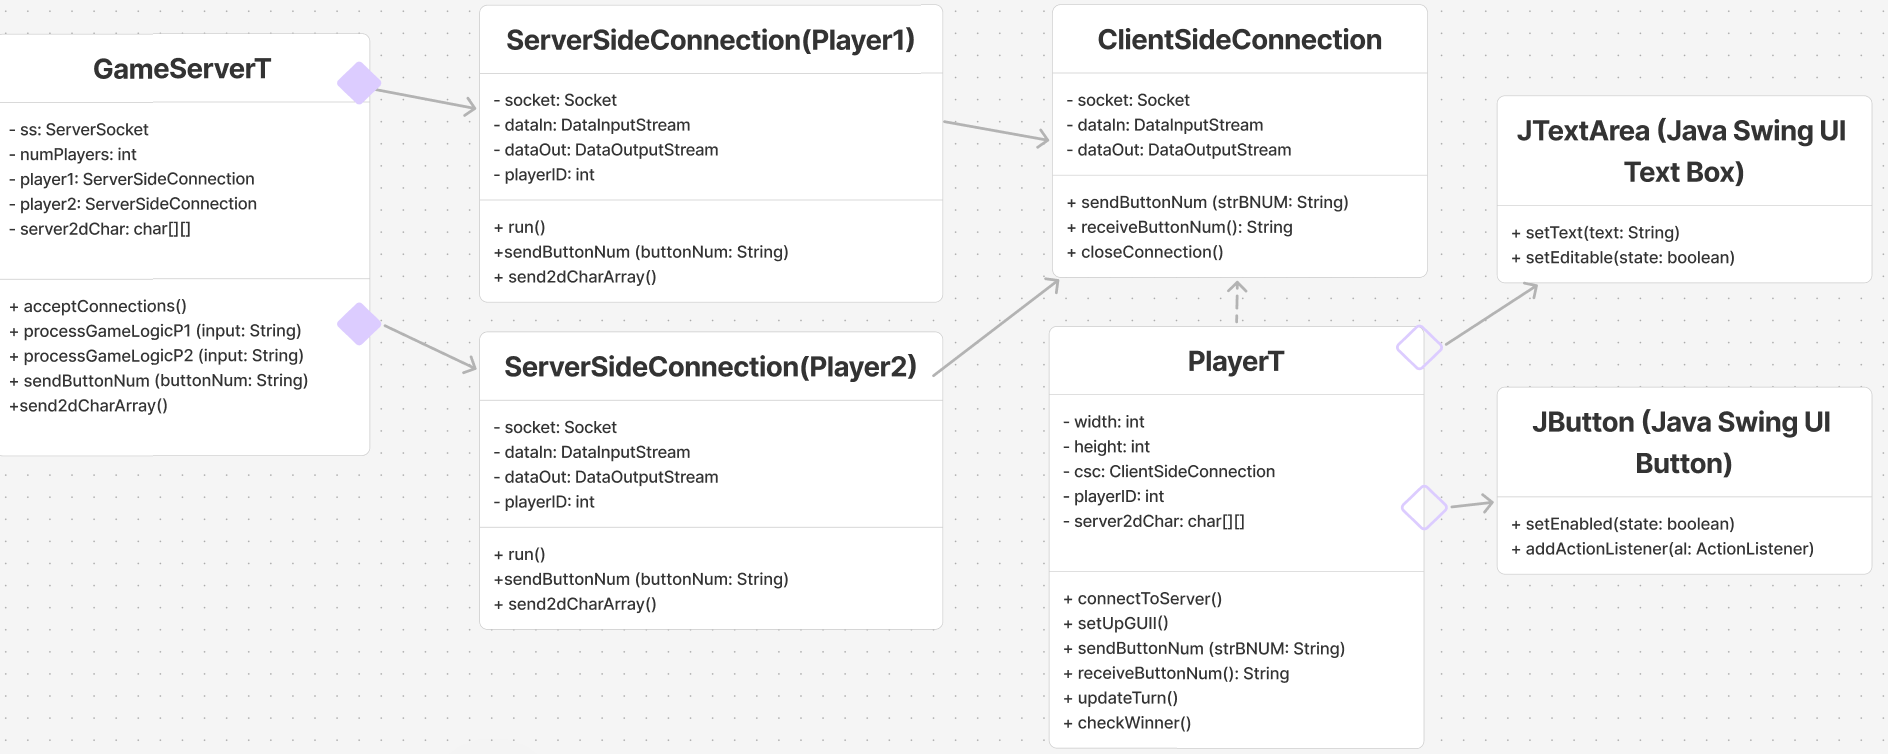 GameServerT
- ss: ServerSocket
- numPlayers: int
- player1: ServerSideConnection
- player2: ServerSideConnection
- server2dChar: char[][]
+ acceptConnections()
+ processGameLogicP1 (input: String)
+ processGameLogicP2 (input: String)
+ sendButtonNum (buttonNum: String)
+send2dCharArray()
ServerSideConnection(Player1)
- socket: Socket
- dataIn: DataInputStream
- dataOut: DataOutputStream
- playerID: int
+ run()
+sendButtonNum (buttonNum: String)
+ send2dCharArray()
ServerSideConnection(Player2)
- socket: Socket
- dataIn: DataInputStream
- dataOut: DataOutputStream
- playerID: int
+ run()
+sendButtonNum (buttonNum: String)
+ send2dCharArray()
ClientSideConnection
- socket: Socket
- dataIn: DataInputStream
- dataOut: DataOutputStream
+ sendButtonNum (strBNUM: String)
+ receiveButtonNum(): String
+ closeConnection()
PlayerT
- width: int
- height: int
- csc: ClientSideConnection
- playerID: int
- server2dChar: char[][]
+ connectToServer()
+ setUpGUII()
+ sendButtonNum (strBNUM: String)
+ receiveButtonNum(): String
+ updateTurn()
+ checkWinner()
JTextArea (Java Swing UI
Text Box)
+ setText(text: String)
+ setEditable(state: boolean)
JButton (Java Swing UI
Button)
+ setEnabled(state: boolean)
+ addActionListener(al: ActionListener)